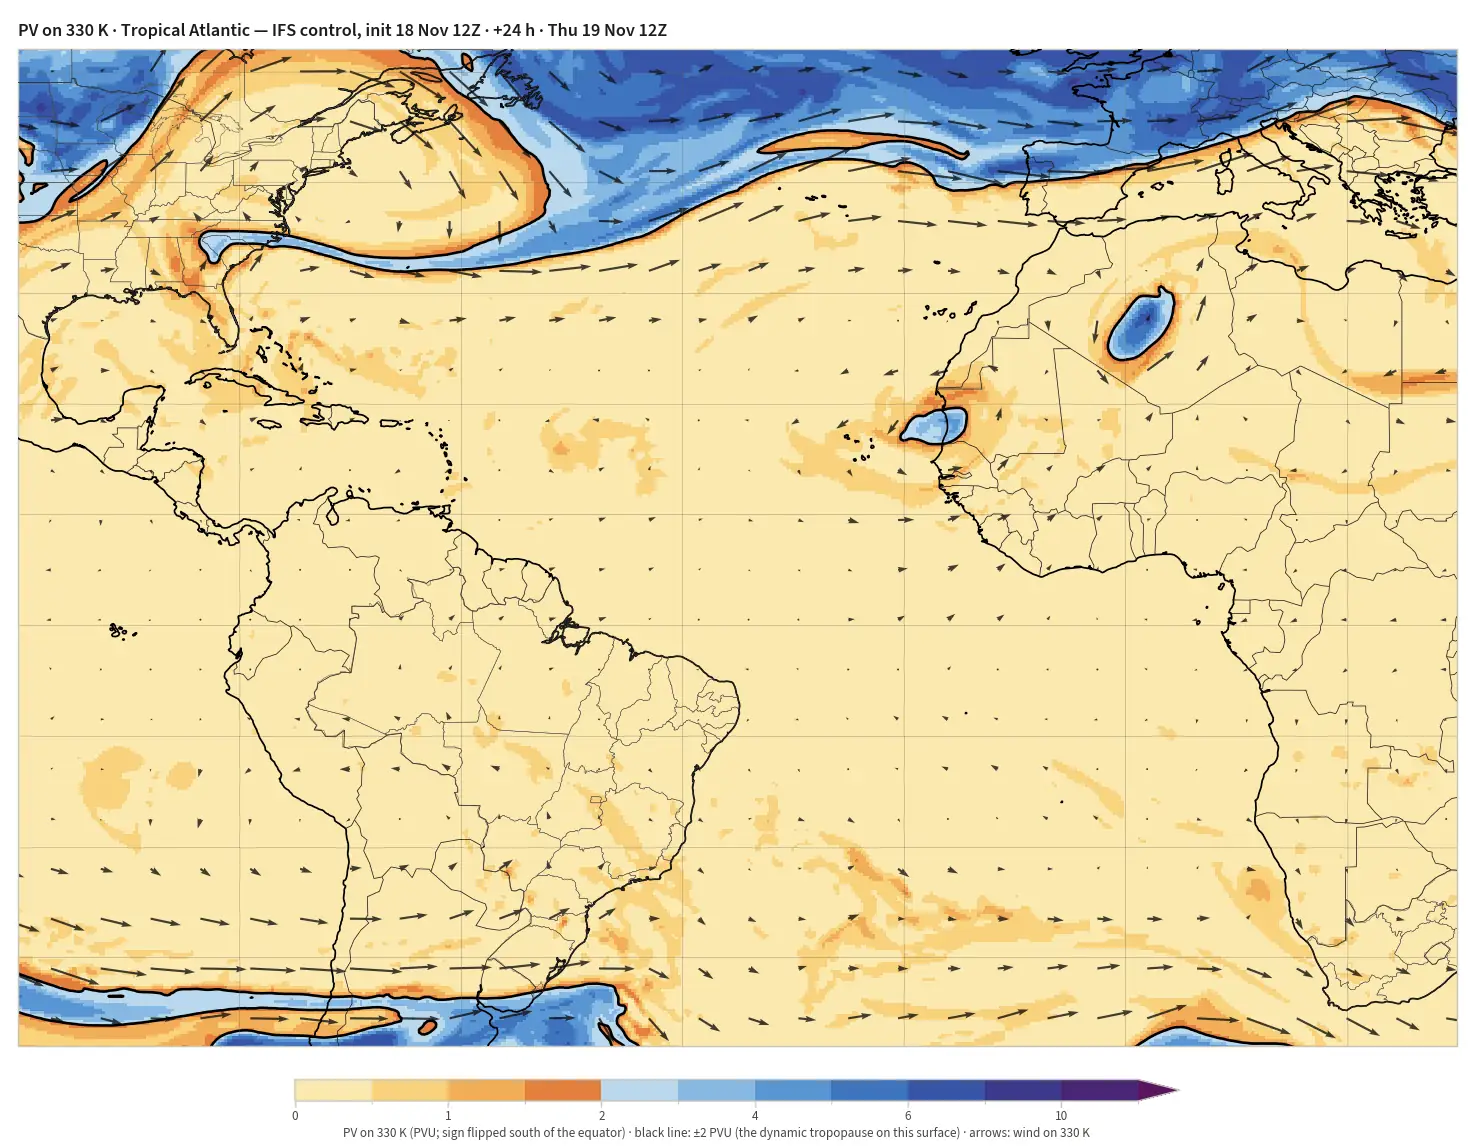 PV on 330 K · Tropical Atlantic — IFS control, init 18 Nov 12Z · +24 h · Thu 19 Nov 12Z
0 1 2 4 6 8 10
PV on 330 K (PVU; sign flipped south of the equator) · black line: ±2 PVU (the dynamic tropopause on this surface) · arrows: wind on 330 K